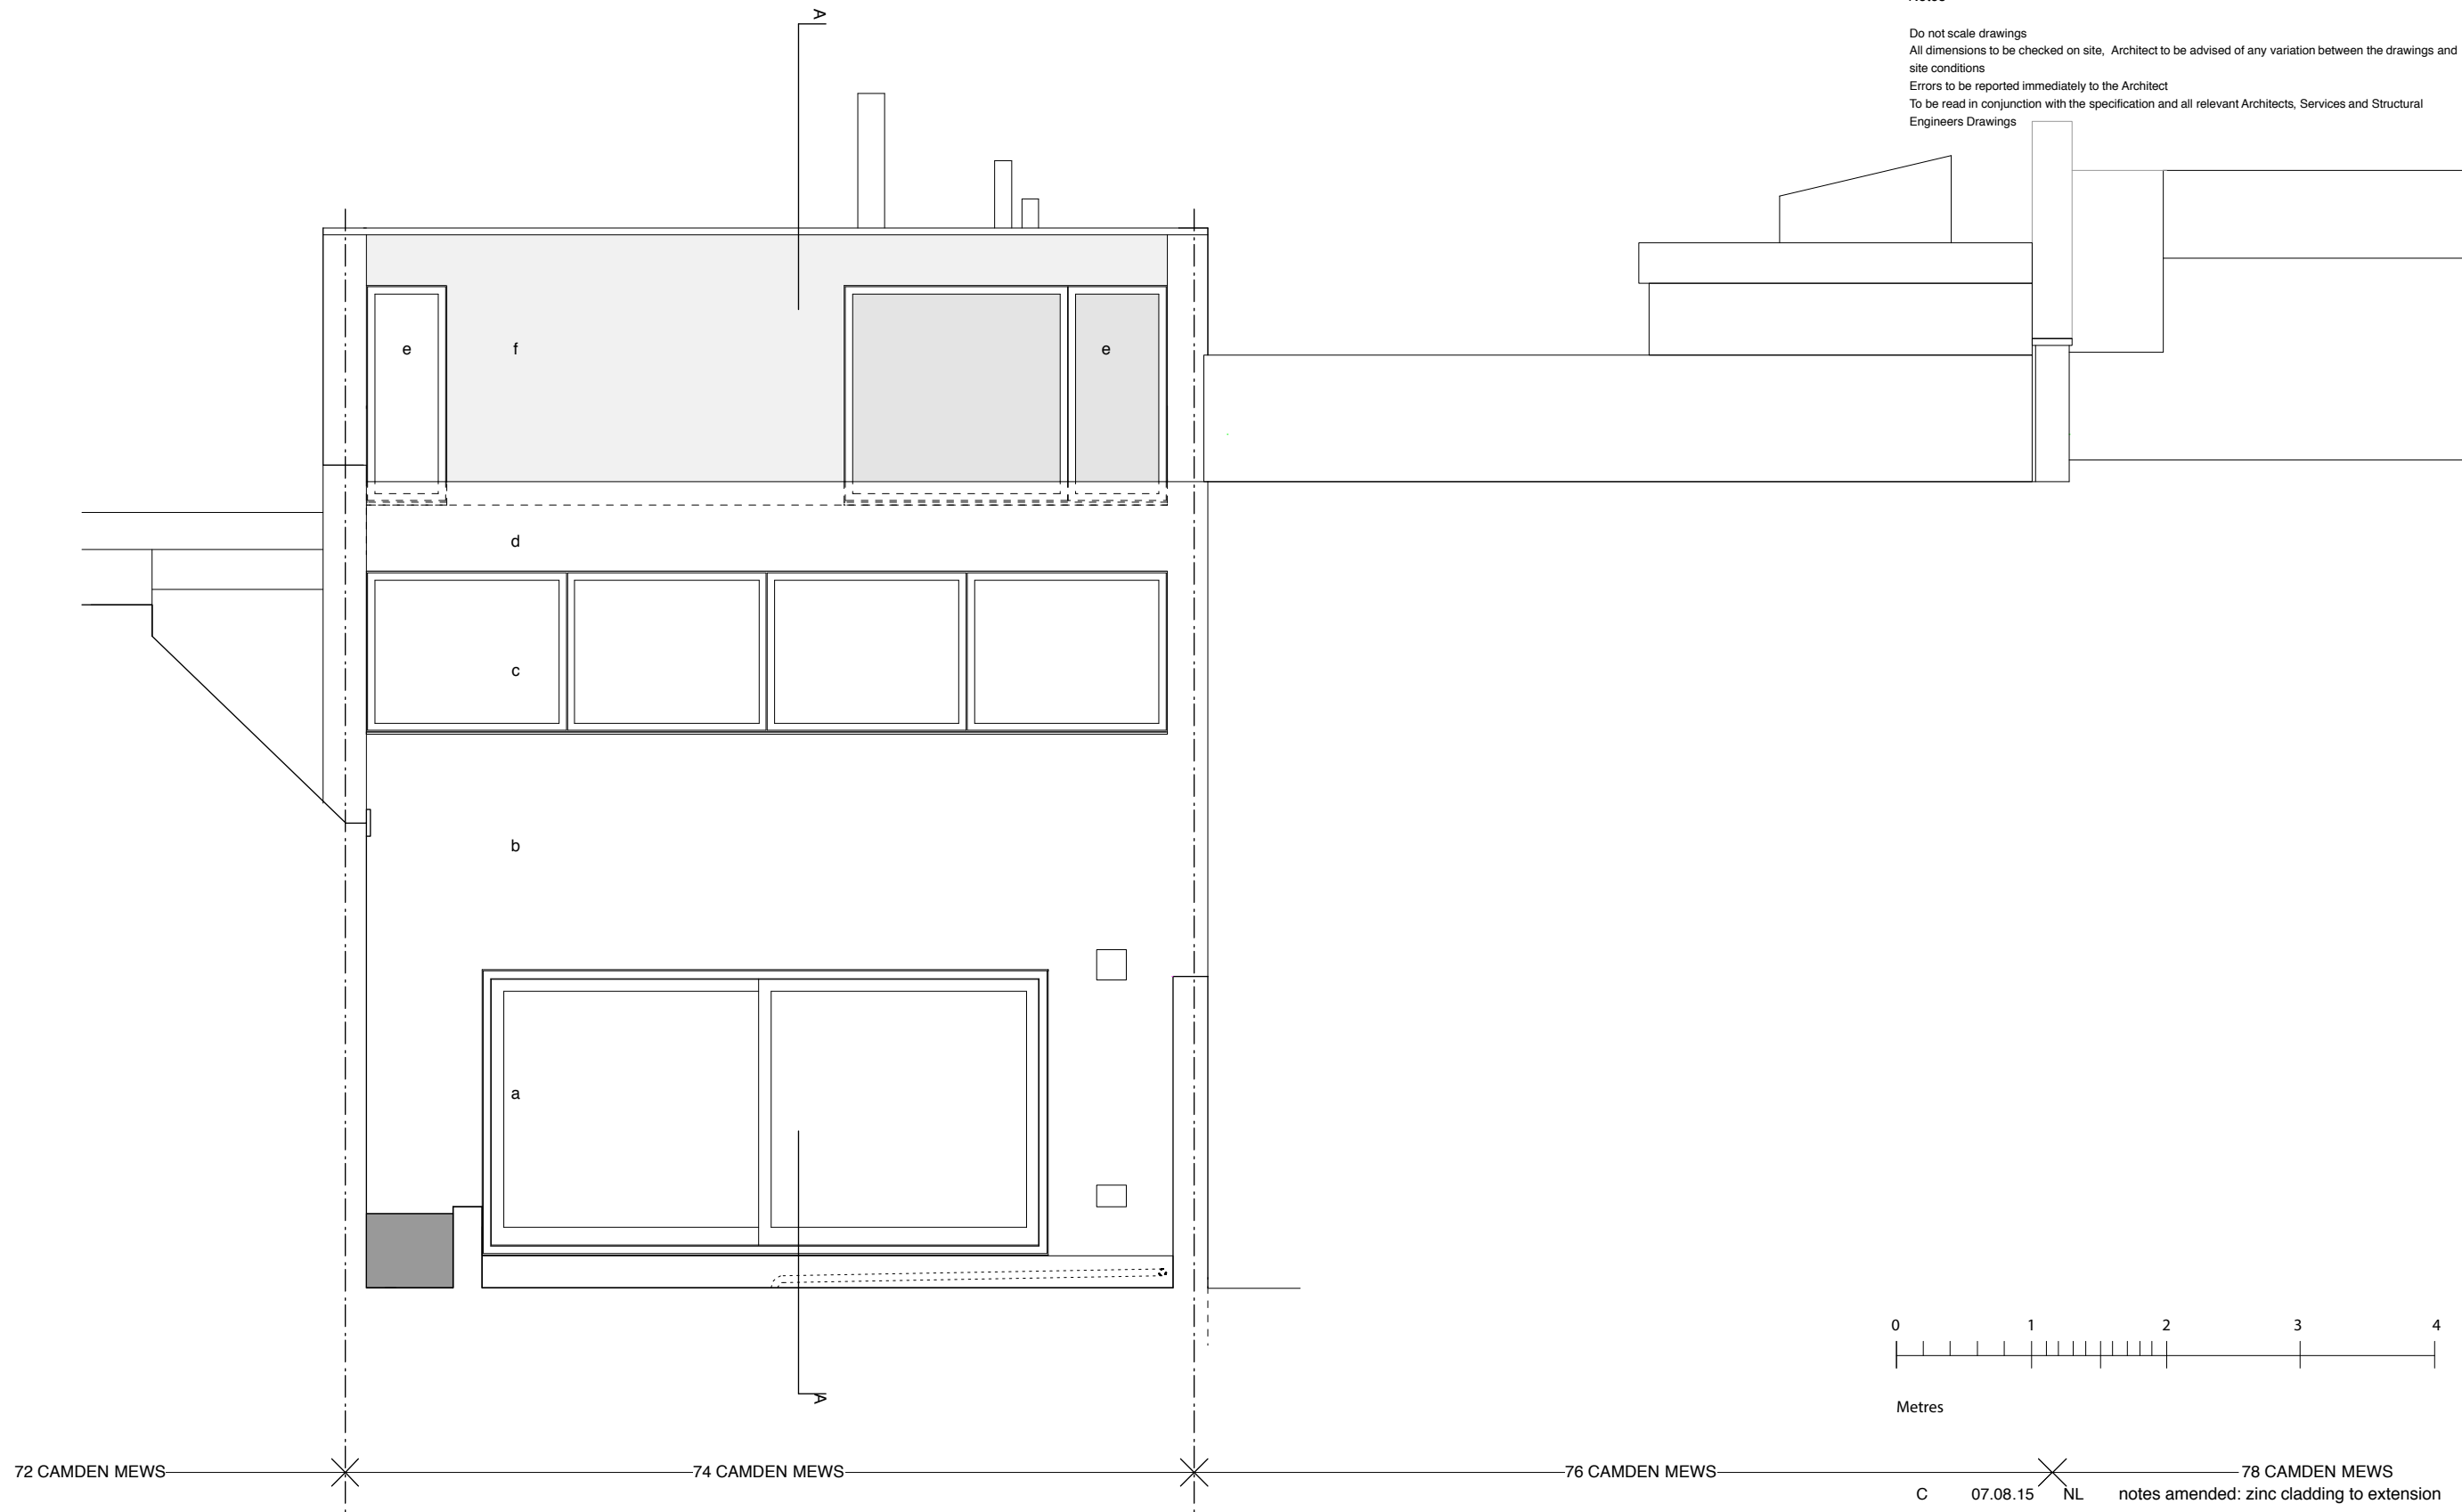 A
Notes
Do not scale drawings
All dimensions to be checked on site, Architect to be advised of any variation between the drawings and
site conditions
Errors to be reported immediately to the Architect
To be read in conjunction with the specification and all relevant Architects, Services and Structural
Engineers Drawings
e f e
d
c
b
a
A
0 1 2 3 4
Metres
72 CAMDEN MEWS 74 CAMDEN MEWS 76 CAMDEN MEWS 78 CAMDEN MEWS
C 07.08.15 NL notes amended: zinc cladding to extension